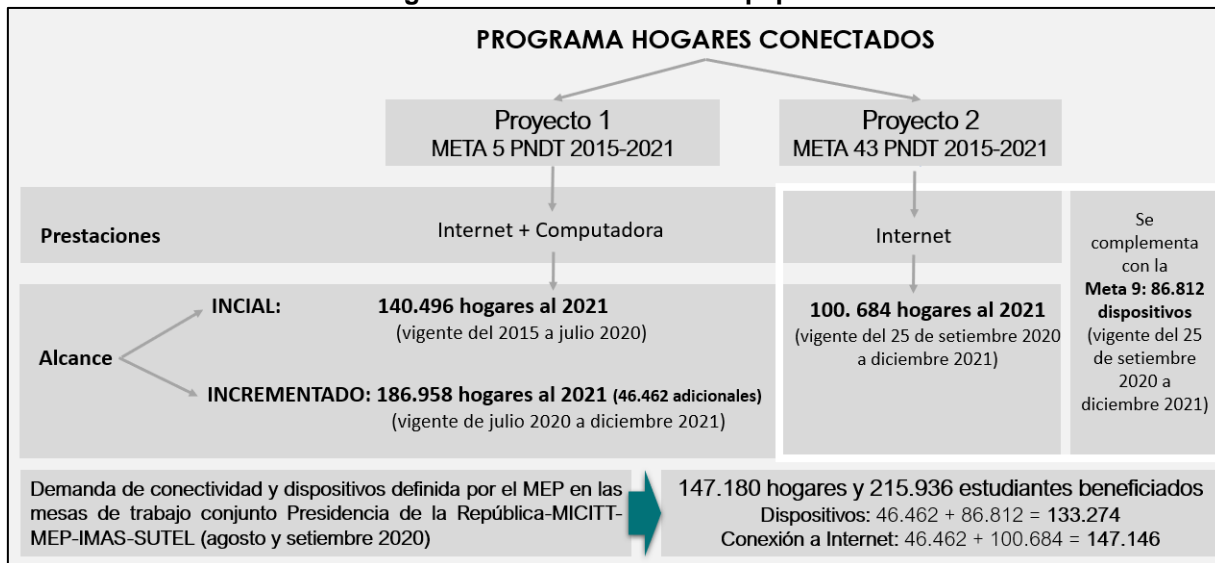 PROGRAMA HOGARES CONECTADOS
Proyecto 1
META 5 PNDT 2015-2021
Proyecto 2
META 43 PNDT 2015-2021
Prestaciones
Internet + Computadora
Internet
Se
complementa
con la
Meta 9: 86.812
dispositivos
(vigente del 25
de setiembre
2020 a
diciembre 2021)
Alcance
INCIAL:
140.496 hogares al 2021
(vigente del 2015 a julio 2020)
INCREMENTADO: 186.958 hogares al 2021 (46.462 adicionales)
(vigente de julio 2020 a diciembre 2021)
100. 684 hogares al 2021
(vigente del 25 de setiembre 2020
a diciembre 2021)
Demanda de conectividad y dispositivos definida por el MEP en las
mesas de trabajo conjunto Presidencia de la República-MICITT-
MEP-IMAS-SUTEL (agosto y setiembre 2020)
147.180 hogares y 215.936 estudiantes beneficiados
Dispositivos: 46.462 + 86.812 = 133.274
Conexión a Internet: 46.462 + 100.684 = 147.146